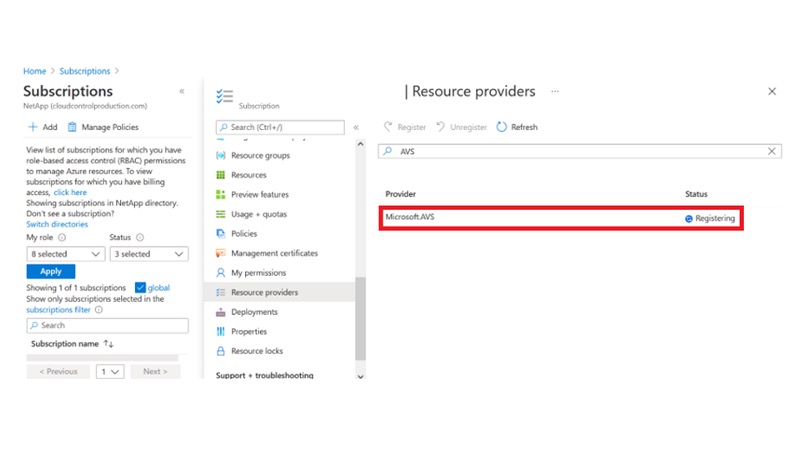 Home > Subscriptions >
Subscriptions
NetApp (cloudcontrolproduction.com)
Add
Manage Policies
View list of subscriptions for which you have
role-based access control (RBAC) permissions
to manage Azure resources. To view
subscriptions for which you have billing
access, click here
Showing subscriptions in NetApp directory.
Don't see a subscription?
Switch directories
My role
Status
8 selected
3 selected
Apply
Showing 1 of 1 subscriptions
global
Show only subscriptions selected in the
subscriptions filter
Search
Subscription name
< Previous
1
Next >
| Resource providers
...
Subscription
Search (Ctrl+/)
Resource groups
Resources
Preview features
Usage + quotas
Policies
Management certificates
My permissions
Resource providers
Deployments
Properties
Resource locks
Support + troubleshooting
Register
Unregister
Refresh
AVS
Provider
Status
Microsoft.AVS
Registering